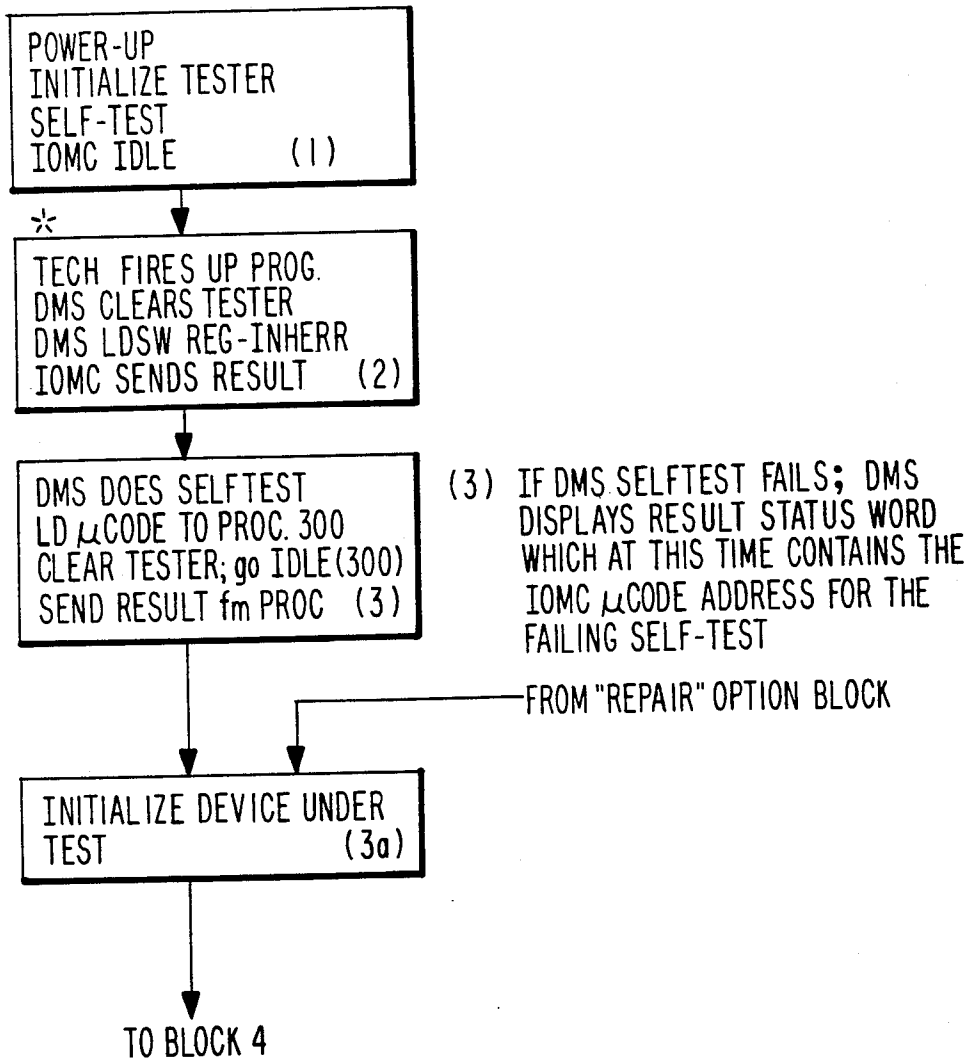 POWER-UP
INITIALIZE TESTER
SELF-TEST
IOMC IDLE (1)
*
TECH FIRES UP PROG.
DMS CLEARS TESTER
DMS LDSW REG-INHERR
IOMC SENDS RESULT (2)
DMS DOES SELFTEST
LD μCODE TO PROC. 300
CLEAR TESTER; go IDLE(300)
SEND RESULT fm PROC (3)
(3) IF DMS SELFTEST FAILS; DMS
DISPLAYS RESULT STATUS WORD
WHICH AT THIS TIME CONTAINS THE
IOMC μCODE ADDRESS FOR THE
FAILING SELF-TEST
FROM "REPAIR" OPTION BLOCK
INITIALIZE DEVICE UNDER
TEST (3a)
TO BLOCK 4